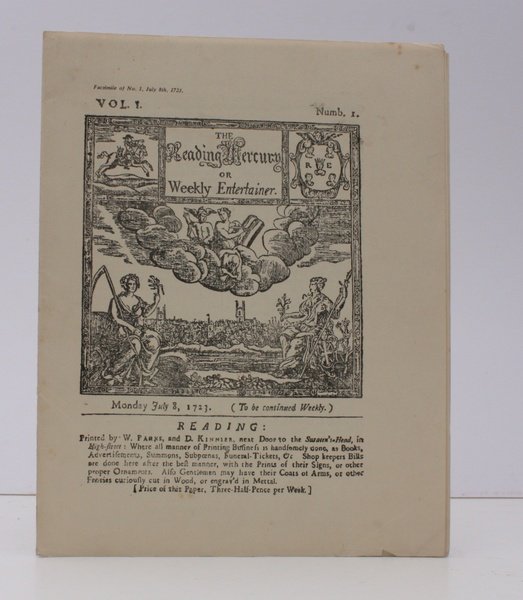 Facsimile of No. 1, July 8th, 1723.
VOL. I.
Numb. 1.
THE
Reading Mercury
OR
Weekly Entertainer.
R E
Monday July 8, 1723. (To be continued Weekly.)
READING:
Printed by W. PARKS, and D. KINNIER, next Door to the Saracen's-Head, in
High-street: Where all manner of Printing Business is handsomely done, as Books,
Advertisements, Summons, Subpœnas, Funeral-Tickets, &c Shop keepers Bills
are done here after the best manner, with the Prints of their Signs, or other
proper Ornaments. Also Gentlemen may have their Coats of Arms, or other
Fancies curiously cut in Wood, or engrav'd in Mettal.
[ Price of this Paper, Three-Half-Pence per Week ]